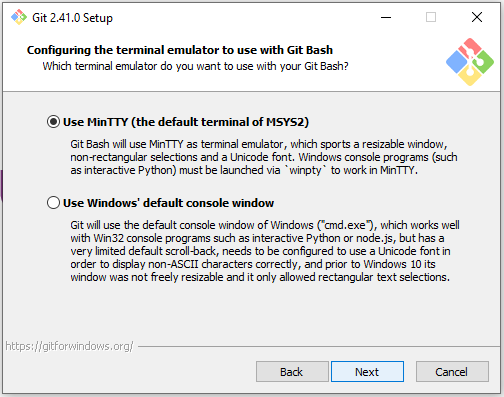 Git 2.41.0 Setup
Configuring the terminal emulator to use with Git Bash
Which terminal emulator do you want to use with your Git Bash?
Use MinTTY (the default terminal of MSYS2)
Git Bash will use MinTTY as terminal emulator, which sports a resizable window,
non-rectangular selections and a Unicode font. Windows console programs (such
as interactive Python) must be launched via `winpty` to work in MinTTY.
Use Windows' default console window
Git will use the default console window of Windows ("cmd.exe"), which works well
with Win32 console programs such as interactive Python or node.js, but has a
very limited default scroll-back, needs to be configured to use a Unicode font in
order to display non-ASCII characters correctly, and prior to Windows 10 its
window was not freely resizable and it only allowed rectangular text selections.
https://gitforwindows.org/
Back Next Cancel